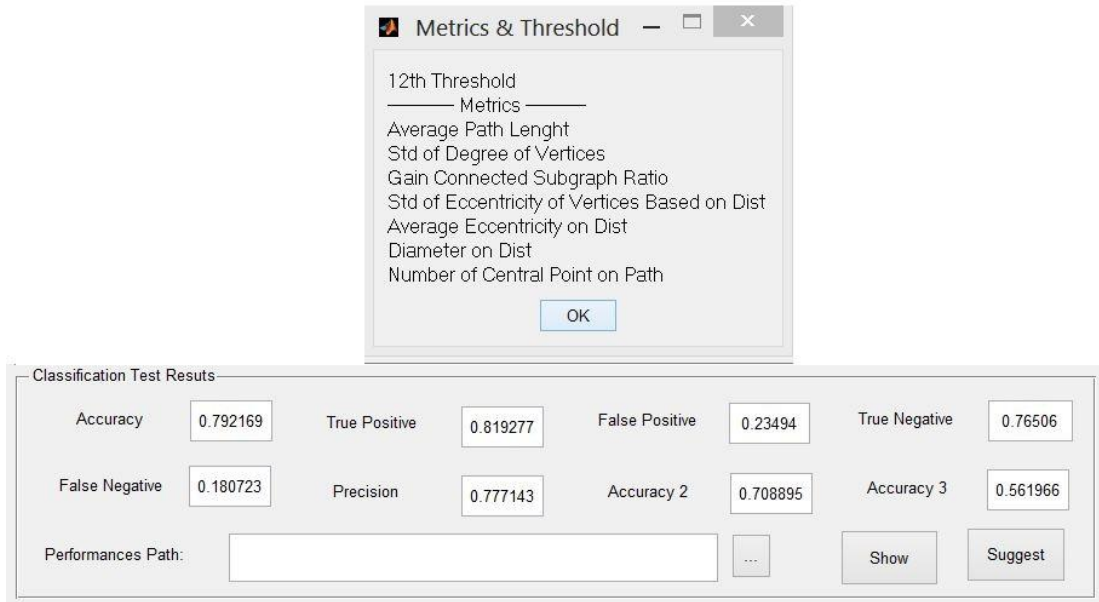 Metrics & Threshold
12th Threshold
Metrics
Average Path Lenght
Std of Degree of Vertices
Gain Connected Subgraph Ratio
Std of Eccentricity of Vertices Based on Dist
Average Eccentricity on Dist
Diameter on Dist
Number of Central Point on Path
OK
Classification Test Resuts
Accuracy 0.792169 True Positive 0.819277 False Positive 0.23494 True Negative 0.76506
False Negative 0.180723 Precision 0.777143 Accuracy 2 0.708895 Accuracy 3 0.561966
Performances Path: ... Show Suggest